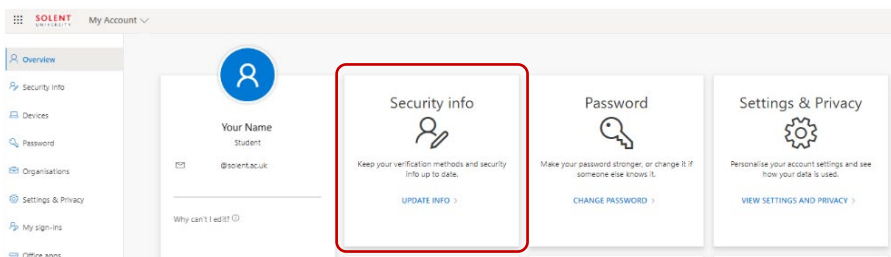 SOLENT
UNIVERSITY
My Account
Overview
Security info
Devices
Password
Organisations
Settings & Privacy
My sign-ins
Office apps
Your Name
Student
@solent.ac.uk
Why can't I edit?
Security info
Keep your verification methods and security
info up to date.
UPDATE INFO >
Password
Make your password stronger, or change it if
someone else knows it.
CHANGE PASSWORD >
Settings & Privacy
Personalise your account settings and see
how your data is used.
VIEW SETTINGS AND PRIVACY >